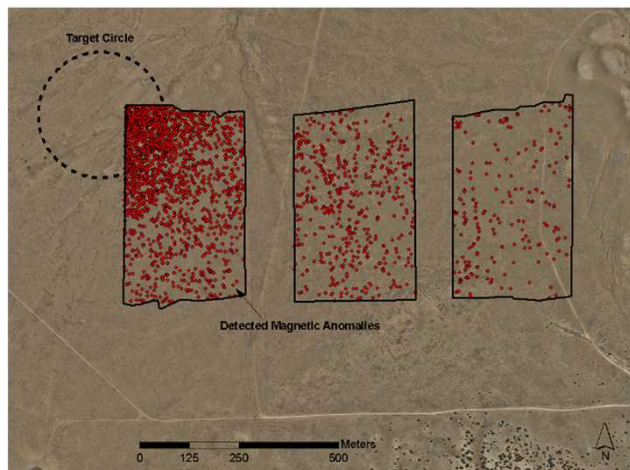 Target Circle
Detected Magnetic Anomalies
Meters
0 125 250 500
N